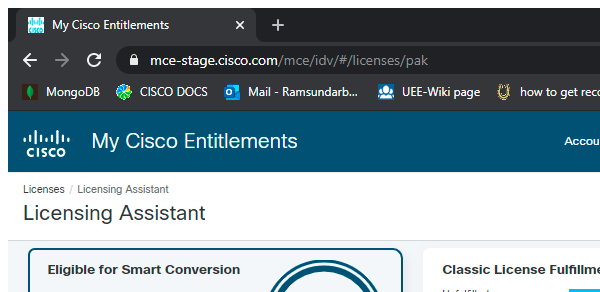 My Cisco Entitlements
mce-stage.cisco.com/mce/idv/#/licenses/pak
MongoDB CISCO DOCS Mail - Ramsundarb... UEE-Wiki page how to get reco
CISCO My Cisco Entitlements Accou
Licenses / Licensing Assistant
Licensing Assistant
Eligible for Smart Conversion Classic License Fulfillme